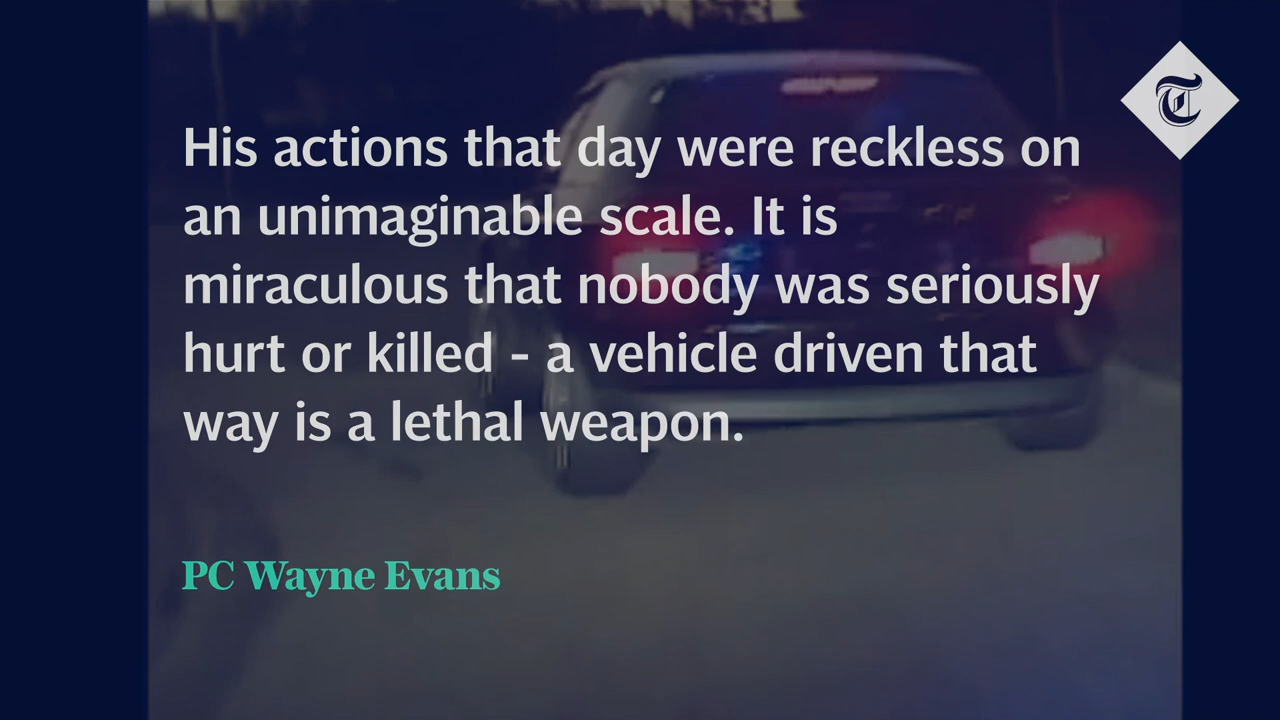 His actions that day were reckless on
an unimaginable scale. It is
miraculous that nobody was seriously
hurt or killed - a vehicle driven that
way is a lethal weapon.
PC Wayne Evans
T